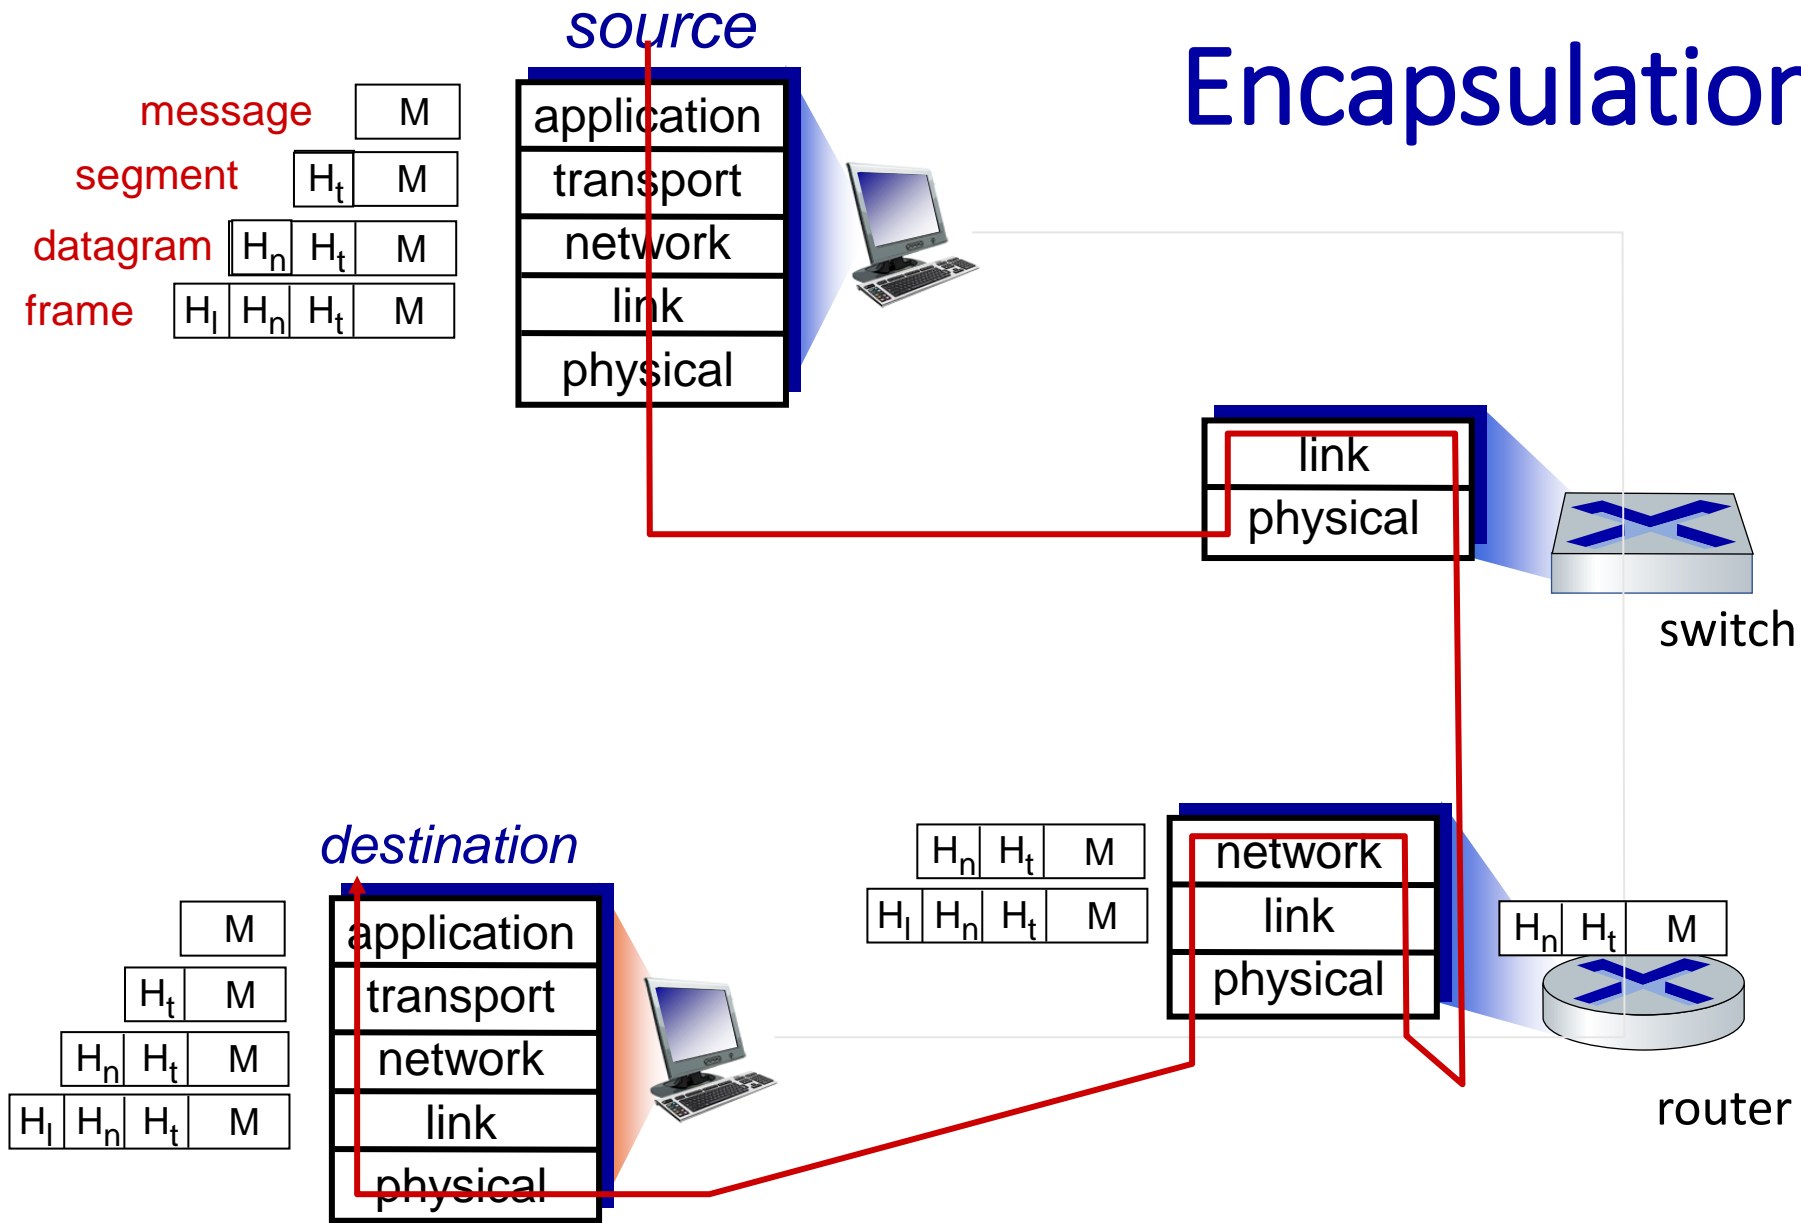 source
Encapsulation
message M
segment Ht M
datagram Hn Ht M
frame Hl Hn Ht M
application
transport
network
link
physical
link
physical
switch
destination
M
Ht M
Hn Ht M
Hl Hn Ht M
application
transport
network
link
physical
Hn Ht M
Hl Hn Ht M
network
link
physical
Hn Ht M
router